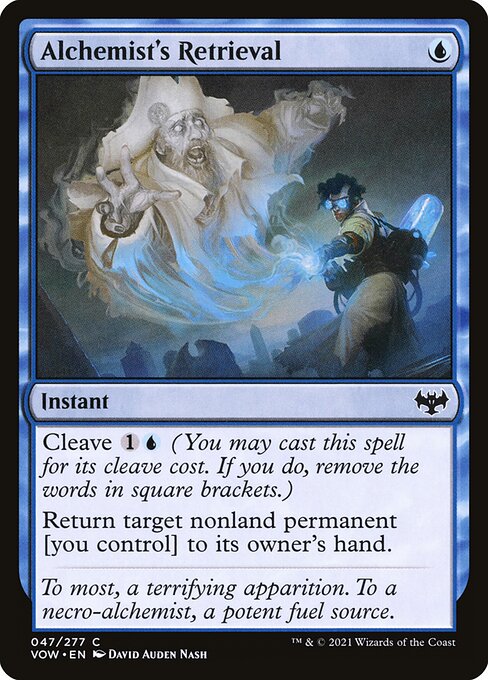 Alchemist's Retrieval
Instant
Cleave 1 (You may cast this spell
for its cleave cost. If you do, remove the
words in square brackets.)
Return target nonland permanent
[you control] to its owner's hand.
To most, a terrifying apparition. To a
necro-alchemist, a potent fuel source.
047/277 C
VOW • EN DAVID AUDEN NASH
™ & © 2021 Wizards of the Coast